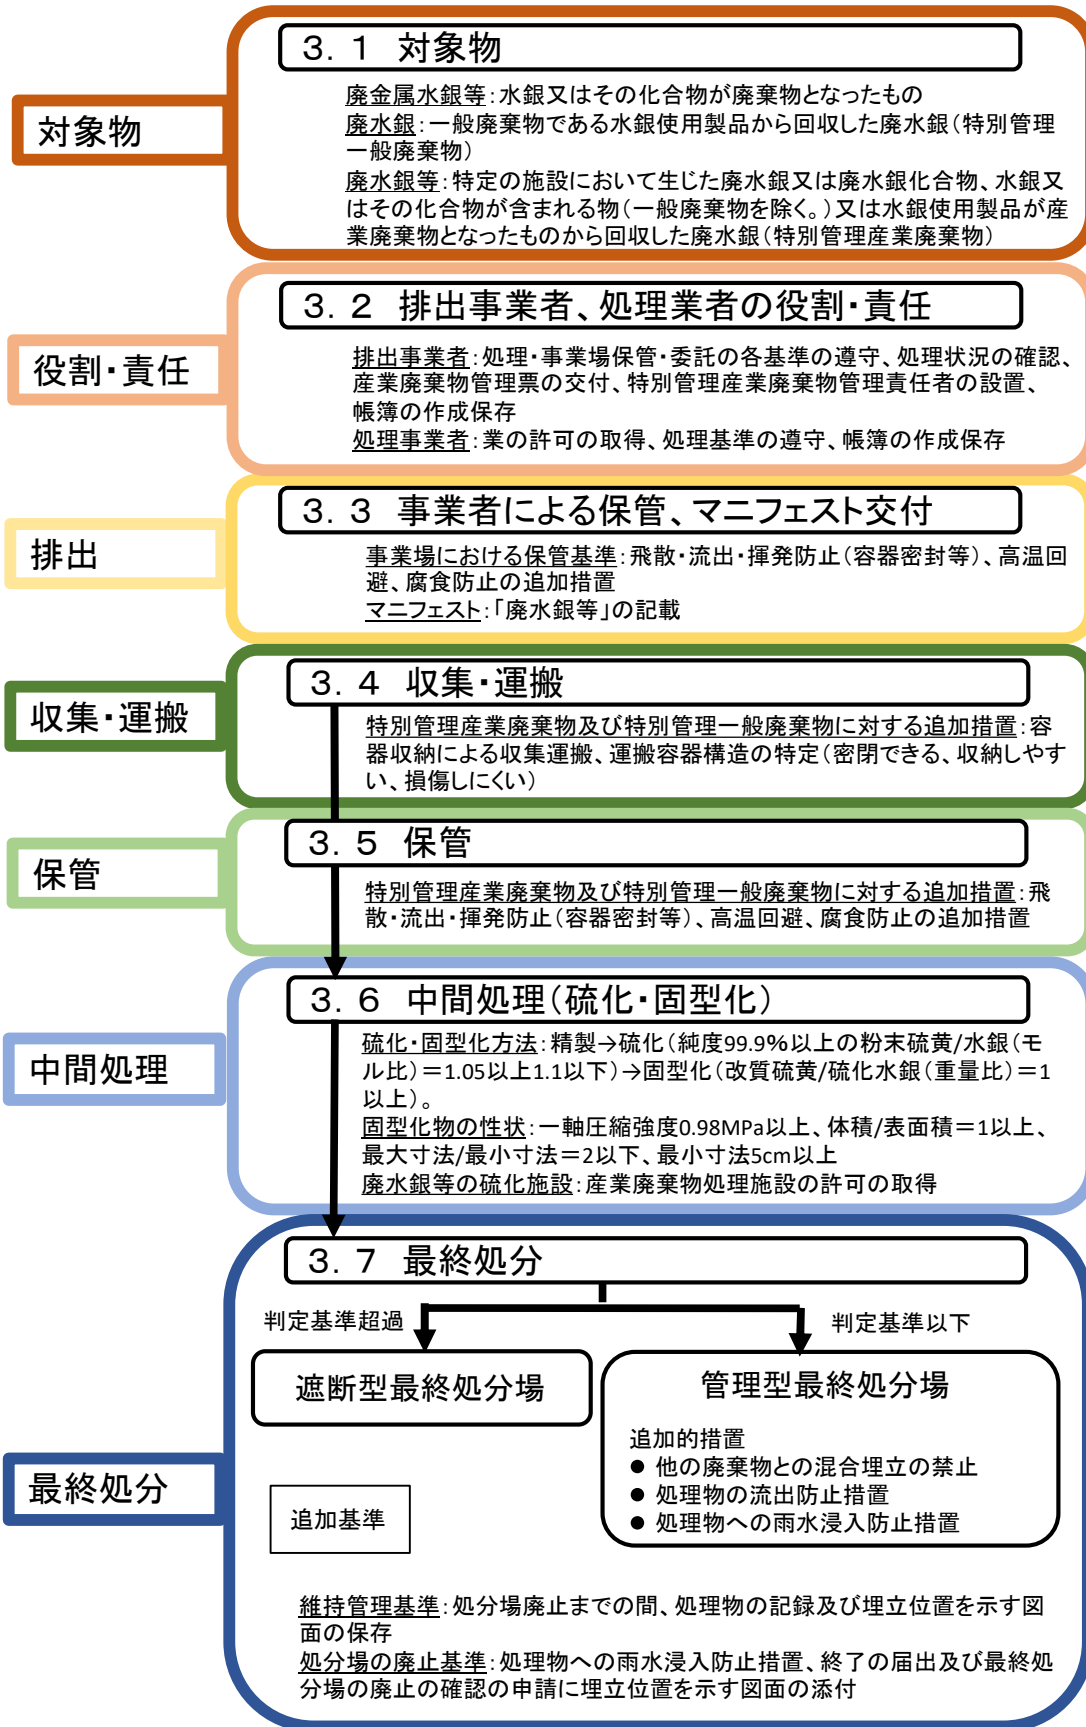 対象物
3．1　対象物
廃金属水銀等：水銀又はその化合物が廃棄物となったもの
廃水銀：一般廃棄物である水銀使用製品から回収した廃水銀（特別管理
一般廃棄物）
廃水銀等：特定の施設において生じた廃水銀又は廃水銀化合物、水銀又
はその化合物が含まれる物（一般廃棄物を除く。）又は水銀使用製品が産
業廃棄物となったものから回収した廃水銀（特別管理産業廃棄物）
役割・責任
3．2　排出事業者、処理業者の役割・責任
排出事業者：処理・事業場保管・委託の各基準の遵守、処理状況の確認、
産業廃棄物管理票の交付、特別管理産業廃棄物管理責任者の設置、
帳簿の作成保存
処理事業者：業の許可の取得、処理基準の遵守、帳簿の作成保存
排出
3．3　事業者による保管、マニフェスト交付
事業場における保管基準：飛散・流出・揮発防止（容器密封等）、高温回
避、腐食防止の追加措置
マニフェスト：「廃水銀等」の記載
収集・運搬
3．4　収集・運搬
特別管理産業廃棄物及び特別管理一般廃棄物に対する追加措置：容
器収納による収集運搬、運搬容器構造の特定（密閉できる、収納しやす
い、損傷しにくい）
保管
3．5　保管
特別管理産業廃棄物及び特別管理一般廃棄物に対する追加措置：飛
散・流出・揮発防止（容器密封等）、高温回避、腐食防止の追加措置
中間処理
3．6　中間処理（硫化・固型化）
硫化・固型化方法：精製→硫化（純度99.9%以上の粉末硫黄/水銀（モ
ル比）＝1.05以上1.1以下）→固型化（改質硫黄/硫化水銀（重量比）＝1
以上）。
固型化物の性状：一軸圧縮強度0.98MPa以上、体積/表面積＝1以上、
最大寸法/最小寸法＝2以下、最小寸法5cm以上
廃水銀等の硫化施設：産業廃棄物処理施設の許可の取得
最終処分
3．7　最終処分
判定基準超過
判定基準以下
遮断型最終処分場
管理型最終処分場
追加的措置
● 他の廃棄物との混合埋立の禁止
● 処理物の流出防止措置
● 処理物への雨水浸入防止措置
追加基準
維持管理基準：処分場廃止までの間、処理物の記録及び埋立位置を示す図
面の保存
処分場の廃止基準：処理物への雨水浸入防止措置、終了の届出及び最終処
分場の廃止の確認の申請に埋立位置を示す図面の添付